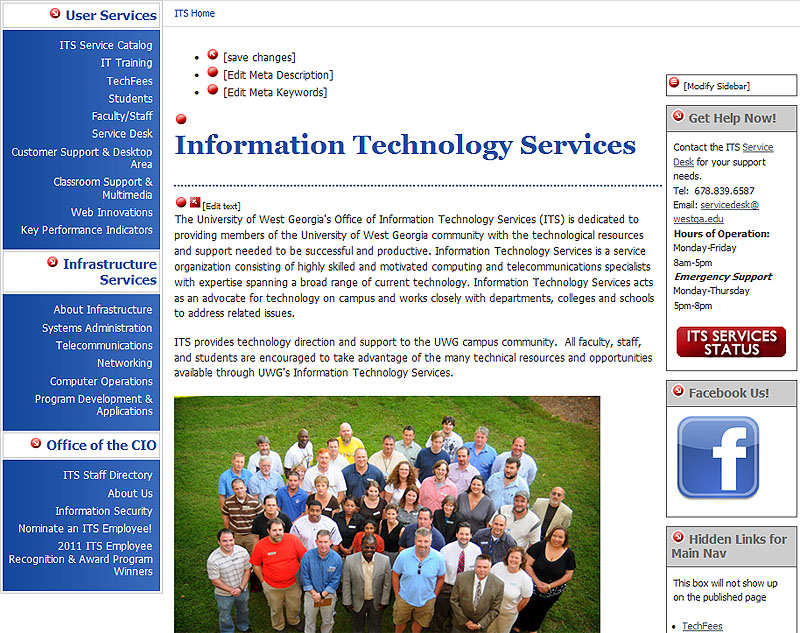 User Services
ITS Service Catalog
IT Training
TechFees
Students
Faculty/Staff
Service Desk
Customer Support & Desktop
Area
Classroom Support &
Multimedia
Web Innovations
Key Performance Indicators
Infrastructure
Services
About Infrastructure
Systems Administration
Telecommunications
Networking
Computer Operations
Program Development &
Applications
Office of the CIO
ITS Staff Directory
About Us
Information Security
Nominate an ITS Employee!
2011 ITS Employee
Recognition & Award Program
Winners
ITS Home
[save changes]
[Edit Meta Description]
[Edit Meta Keywords]
Information Technology Services
[Edit text]
The University of West Georgia's Office of Information Technology Services (ITS) is dedicated to
providing members of the University of West Georgia community with the technological resources
and support needed to be successful and productive. Information Technology Services is a service
organization consisting of highly skilled and motivated computing and telecommunications specialists
with expertise spanning a broad range of current technology. Information Technology Services acts
as an advocate for technology on campus and works closely with departments, colleges and schools
to address related issues.
ITS provides technology direction and support to the UWG campus community.  All faculty, staff,
and students are encouraged to take advantage of the many technical resources and opportunities
available through UWG's Information Technology Services.
[Modify Sidebar]
Get Help Now!
Contact the ITS Service
Desk for your support
needs.
Tel:  678.839.6587
Email: servicedesk@
westga.edu
Hours of Operation:
Monday-Friday
8am-5pm
Emergency Support
Monday-Thursday
5pm-8pm
ITS SERVICES
STATUS
Facebook Us!
f
Hidden Links for
Main Nav
This box will not show up
on the published page
TechFees